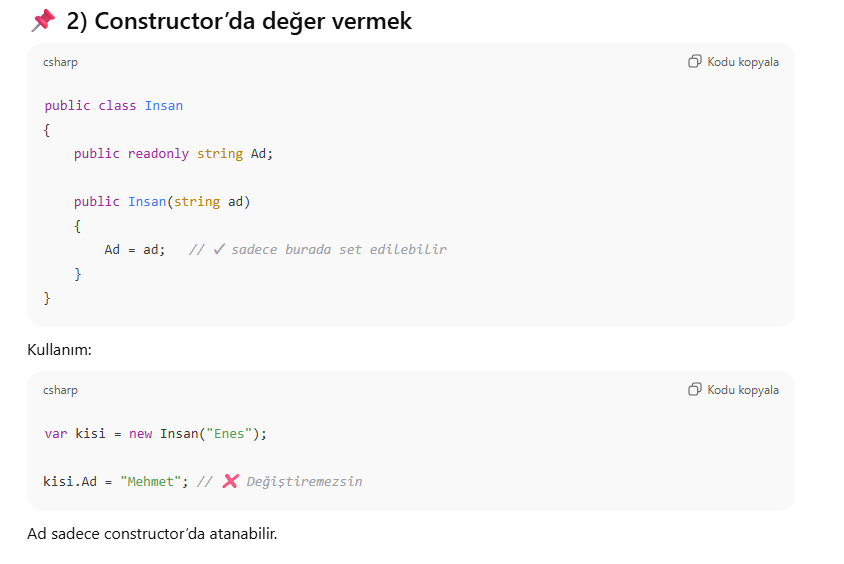 📌 2) Constructor’da değer vermek
csharp
Kodu kopyala
public class Insan
{
    public readonly string Ad;
    public Insan(string ad)
    {
        Ad = ad;   // ✓ sadece burada set edilebilir
    }
}
Kullanım:
csharp
Kodu kopyala
var kisi = new Insan("Enes");
kisi.Ad = "Mehmet"; // ❌ Değiştiremezsin
Ad sadece constructor’da atanabilir.